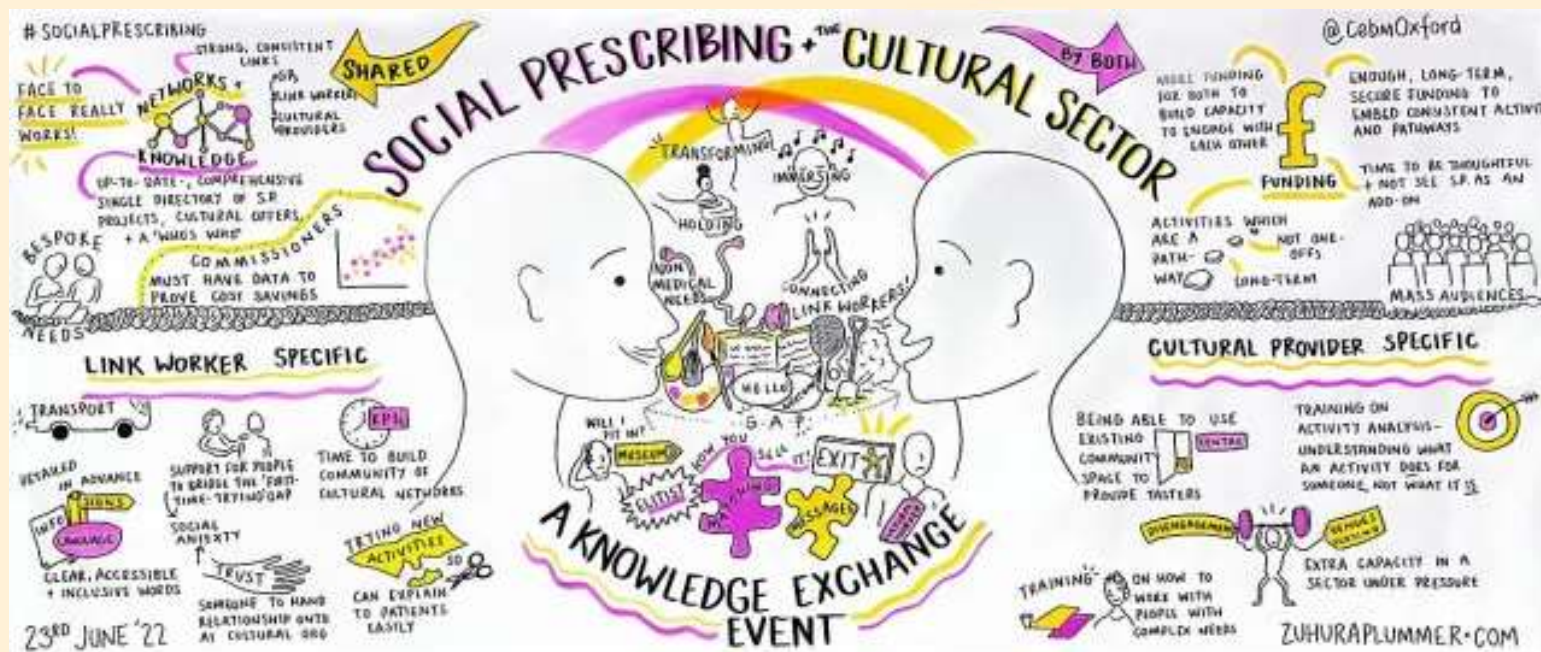 #SOCIALPRESCRIBING
FACE TO
FACE REALLY
WORKS!
STRONG, CONSISTENT
LINKS
NETWORKS +
KNOWLEDGE
GP,
LINK WORKER
CULTURAL
PROVIDERS
UP-TO-DATE, COMPREHENSIVE
SINGLE DIRECTORY OF S.P.
PROJECTS, CULTURAL OFFERS
+ A 'WHO'S WHO'
BESPOKE
NEEDS
COMMISSIONERS
MUST HAVE DATA TO
PROVE COST SAVINGS
SHARED
SOCIAL PRESCRIBING + THE CULTURAL SECTOR
BY BOTH
@CebmOxford
MORE FUNDING
FOR BOTH TO
BUILD CAPACITY
TO ENGAGE WITH
EACH OTHER
£
FUNDING
ENOUGH, LONG-TERM,
SECURE FUNDING TO
EMBED CONSISTENT
AND PATHWAYS
TIME TO BE THOUGHTFUL
+ NOT SEE S.P. AS AN
ADD-ON
ACTIVITIES WHICH
ARE A
PATH-
WAY
NOT ONE-
OFFS
LONG-TERM
MASS AUDIENCES
TRANSFORMING
IMMERSING
HOLDING
CONNECTING
NON
MEDICAL
NEEDS
LINK WORKERS!
HELLO
G.A.P.
WILL I
FIT IN?
MUSEUM
ELITIST
HOW YOU
SELL
IT!
EXIT
MESSAGES
A KNOWLEDGE EXCHANGE
EVENT
LINK WORKER SPECIFIC
TRANSPORT
DETAILED
IN ADVANCE
INFO
SIGNS
LANGUAGE
CLEAR, ACCESSIBLE
+ INCLUSIVE WORDS
SUPPORT FOR PEOPLE
TO BRIDGE THE 'FIRST-
TIME-TRYING' GAP
SOCIAL
ANXIETY
TRUST
SOMEONE TO HAND
RELATIONSHIP ONTO
AT CULTURAL ORG
KPIs
TIME TO BUILD
COMMUNITY OF
CULTURAL NETWORKS
TRYING NEW
ACTIVITIES
SO
CAN EXPLAIN
TO PATIENTS
EASILY
23RD JUNE '22
CULTURAL PROVIDER SPECIFIC
BEING ABLE TO USE
EXISTING
COMMUNITY
SPACE TO
PROVIDE TASTERS
CENTRE
TRAINING ON
ACTIVITY ANALYSIS-
UNDERSTANDING WHAT
AN ACTIVITY DOES FOR
SOMEONE, NOT WHAT IT IS
DISENGAGEMENT
EXTRA CAPACITY IN A
SECTOR UNDER PRESSURE
TRAINING
ON HOW TO
WORK WITH
PEOPLE WITH
COMPLEX NEEDS
ZUHURAPLUMMER.COM